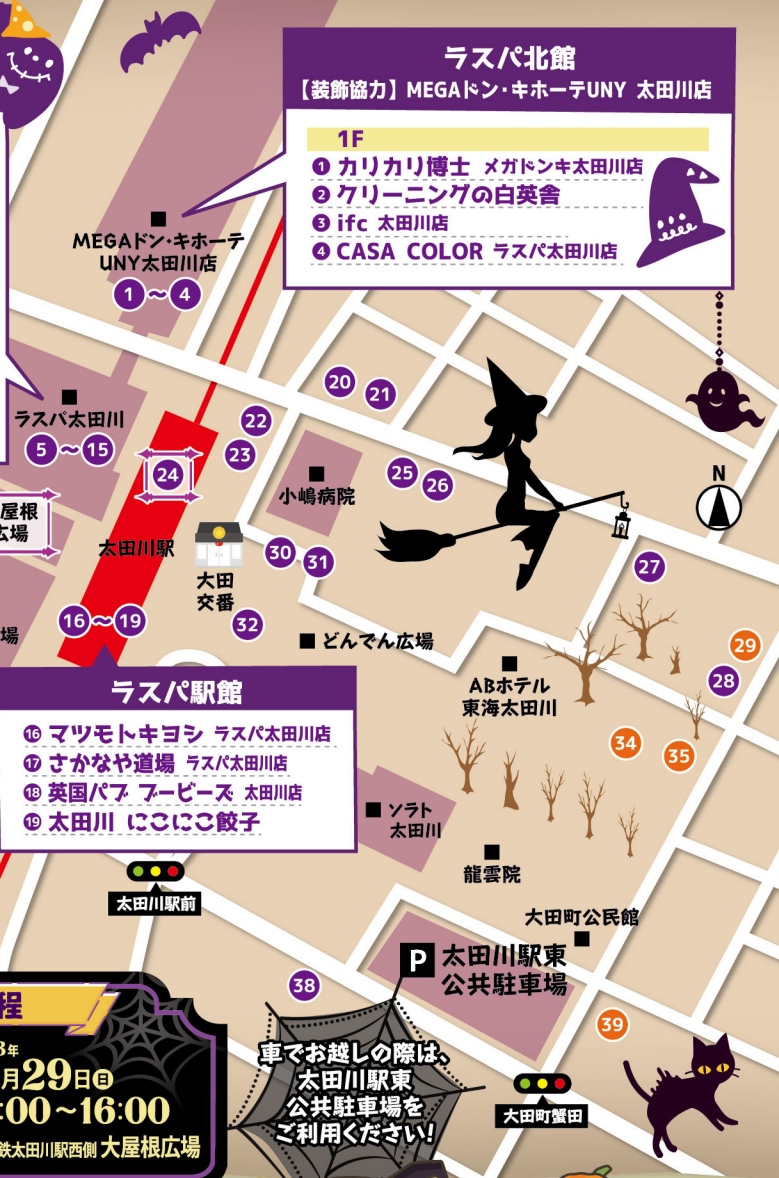 ラスパ北館
【装飾協力】MEGAドン・キホーテUNY 太田川店
1F
❶ カリカリ博士 メガドンキ太田川店
❷ クリーニングの白英舎
❸ ifc 太田川店
❹ CASA COLOR ラスパ太田川店
MEGAドン・キホーテ
UNY太田川店
1～4
20
21
ラスパ太田川
5～15
22
23
24
小嶋病院
25
26
N
屋根
広場
太田川駅
大田
交番
30
31
27
16～19
32
どんでん広場
場
29
28
ABホテル
東海太田川
34
35
ラスパ駅館
⓰ マツモトキヨシ ラスパ太田川店
⓱ さかなや道場 ラスパ太田川店
⓲ 英国パブ ブービーズ 太田川店
⓳ 太田川 にこにこ餃子
ソラト
太田川
龍雲院
太田川駅前
大田町公民館
P 太田川駅東
公共駐車場
38
39
車でお越しの際は、
太田川駅東
公共駐車場を
ご利用ください!
大田町蟹田
程
3年
月29日日
:00～16:00
鉄太田川駅西側 大屋根広場